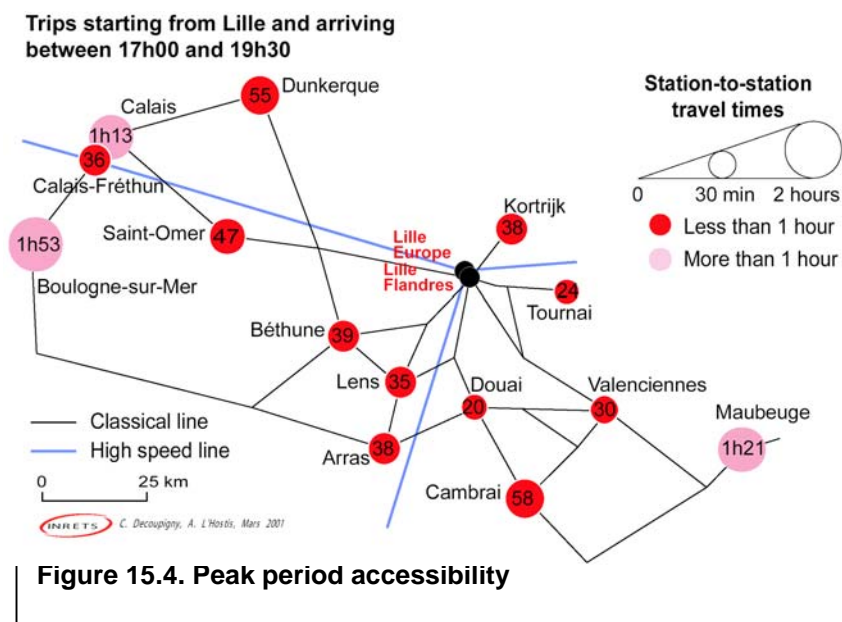 Trips starting from Lille and arriving
between 17h00 and 19h30
Dunkerque
55
Calais
1h13
36
Calais-Fréthun
1h53
Boulogne-sur-Mer
Saint-Omer
47
Kortrijk
38
Lille
Europe
Lille
Flandres
24
Tournai
Béthune
39
Lens
35
Douai
20
Valenciennes
30
Maubeuge
1h21
Arras
38
Cambrai
58
Station-to-station
travel times
0 30 min 2 hours
Less than 1 hour
More than 1 hour
Classical line
High speed line
0 25 km
INRETS C. Decoupigny, A. L'Hostis, Mars 2001
Figure 15.4. Peak period accessibility